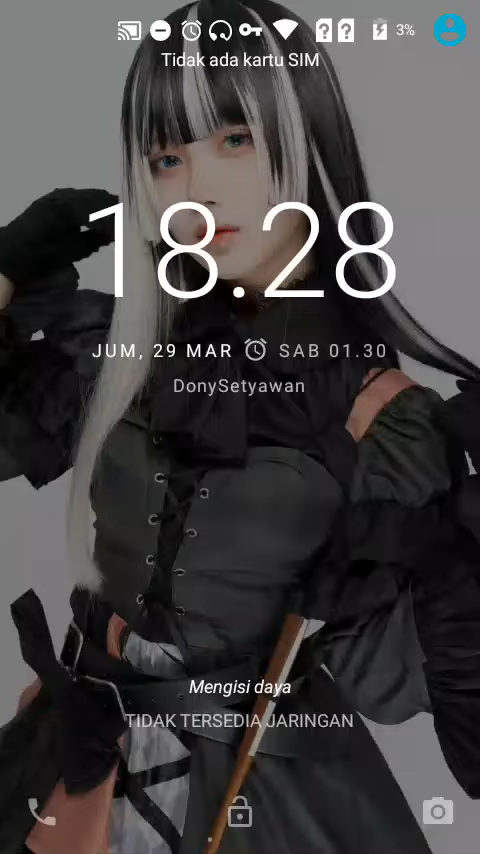 3%
Tidak ada kartu SIM
18.28
JUM, 29 MAR SAB 01.30
DonySetyawan
Mengisi daya
TIDAK TERSEDIA JARINGAN